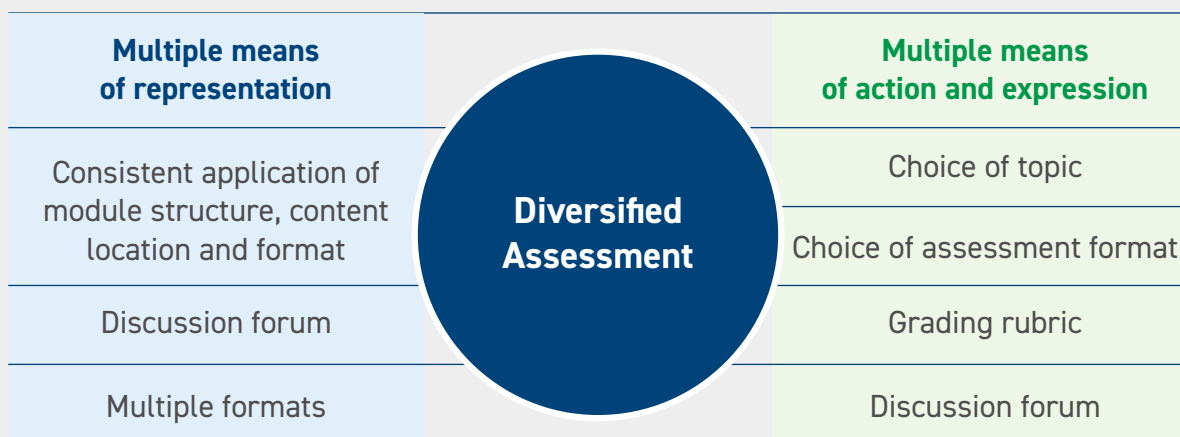 Multiple means
of representation
Consistent application of
module structure, content
location and format
Discussion forum
Multiple formats
Diversified
Assessment
Multiple means
of action and expression
Choice of topic
Choice of assessment format
Grading rubric
Discussion forum